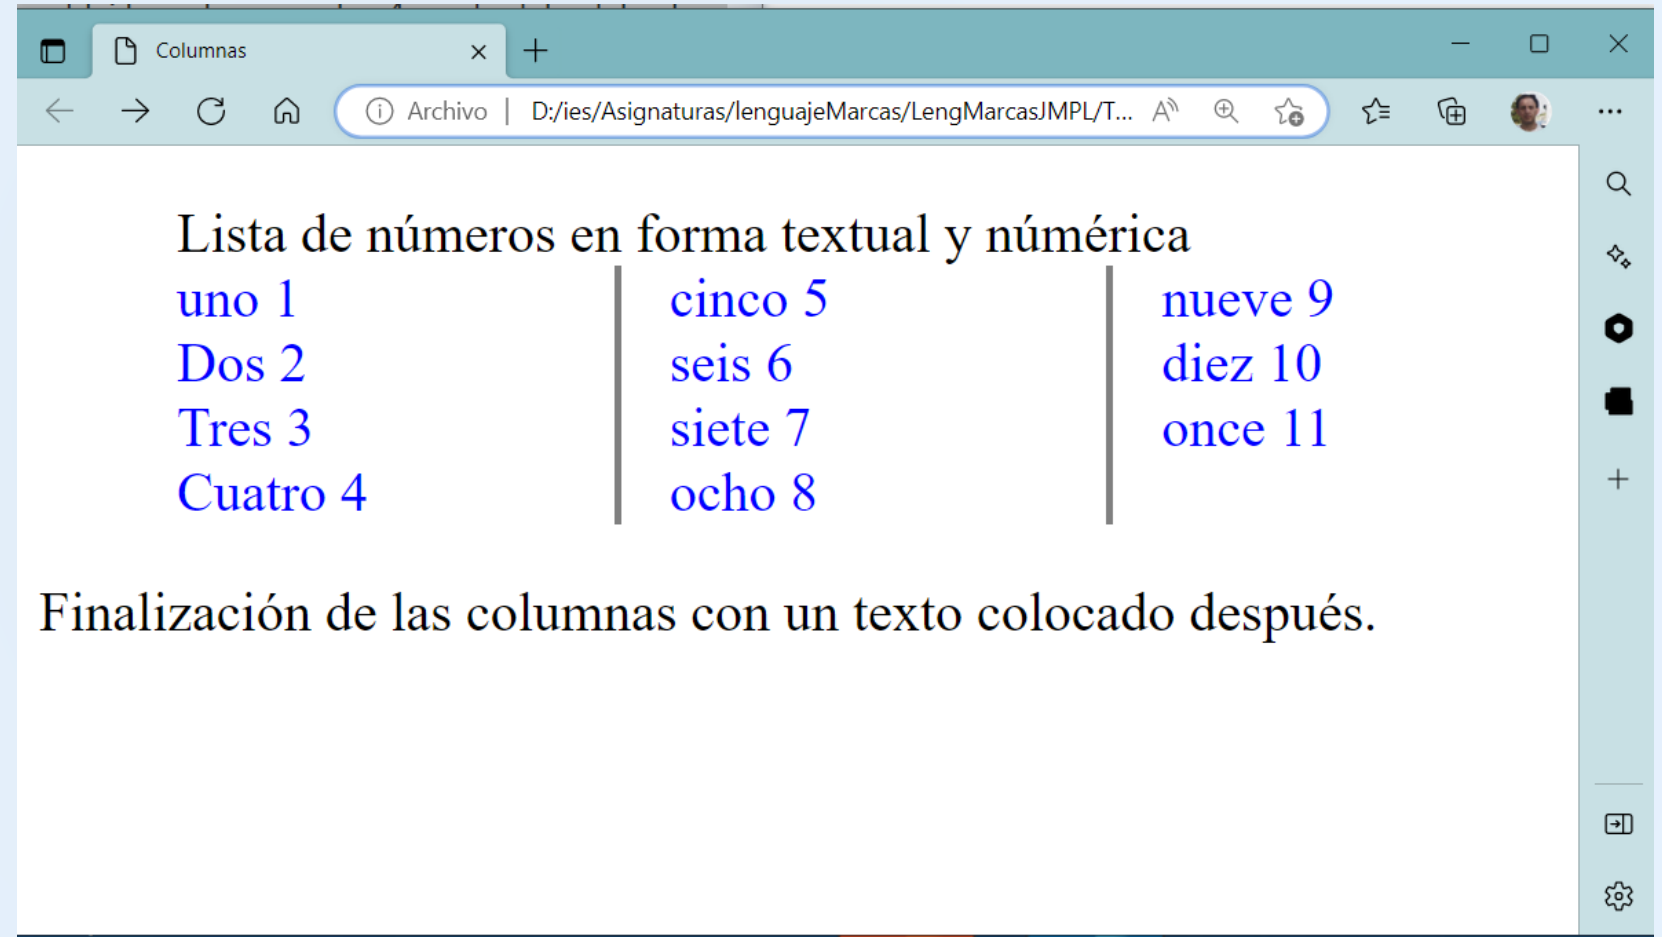 Columnas
Archivo | D:/ies/Asignaturas/lenguajeMarcas/LengMarcasJMPL/T...
Lista de números en forma textual y númérica
uno 1
Dos 2
Tres 3
Cuatro 4
cinco 5
seis 6
siete 7
ocho 8
nueve 9
diez 10
once 11
Finalización de las columnas con un texto colocado después.